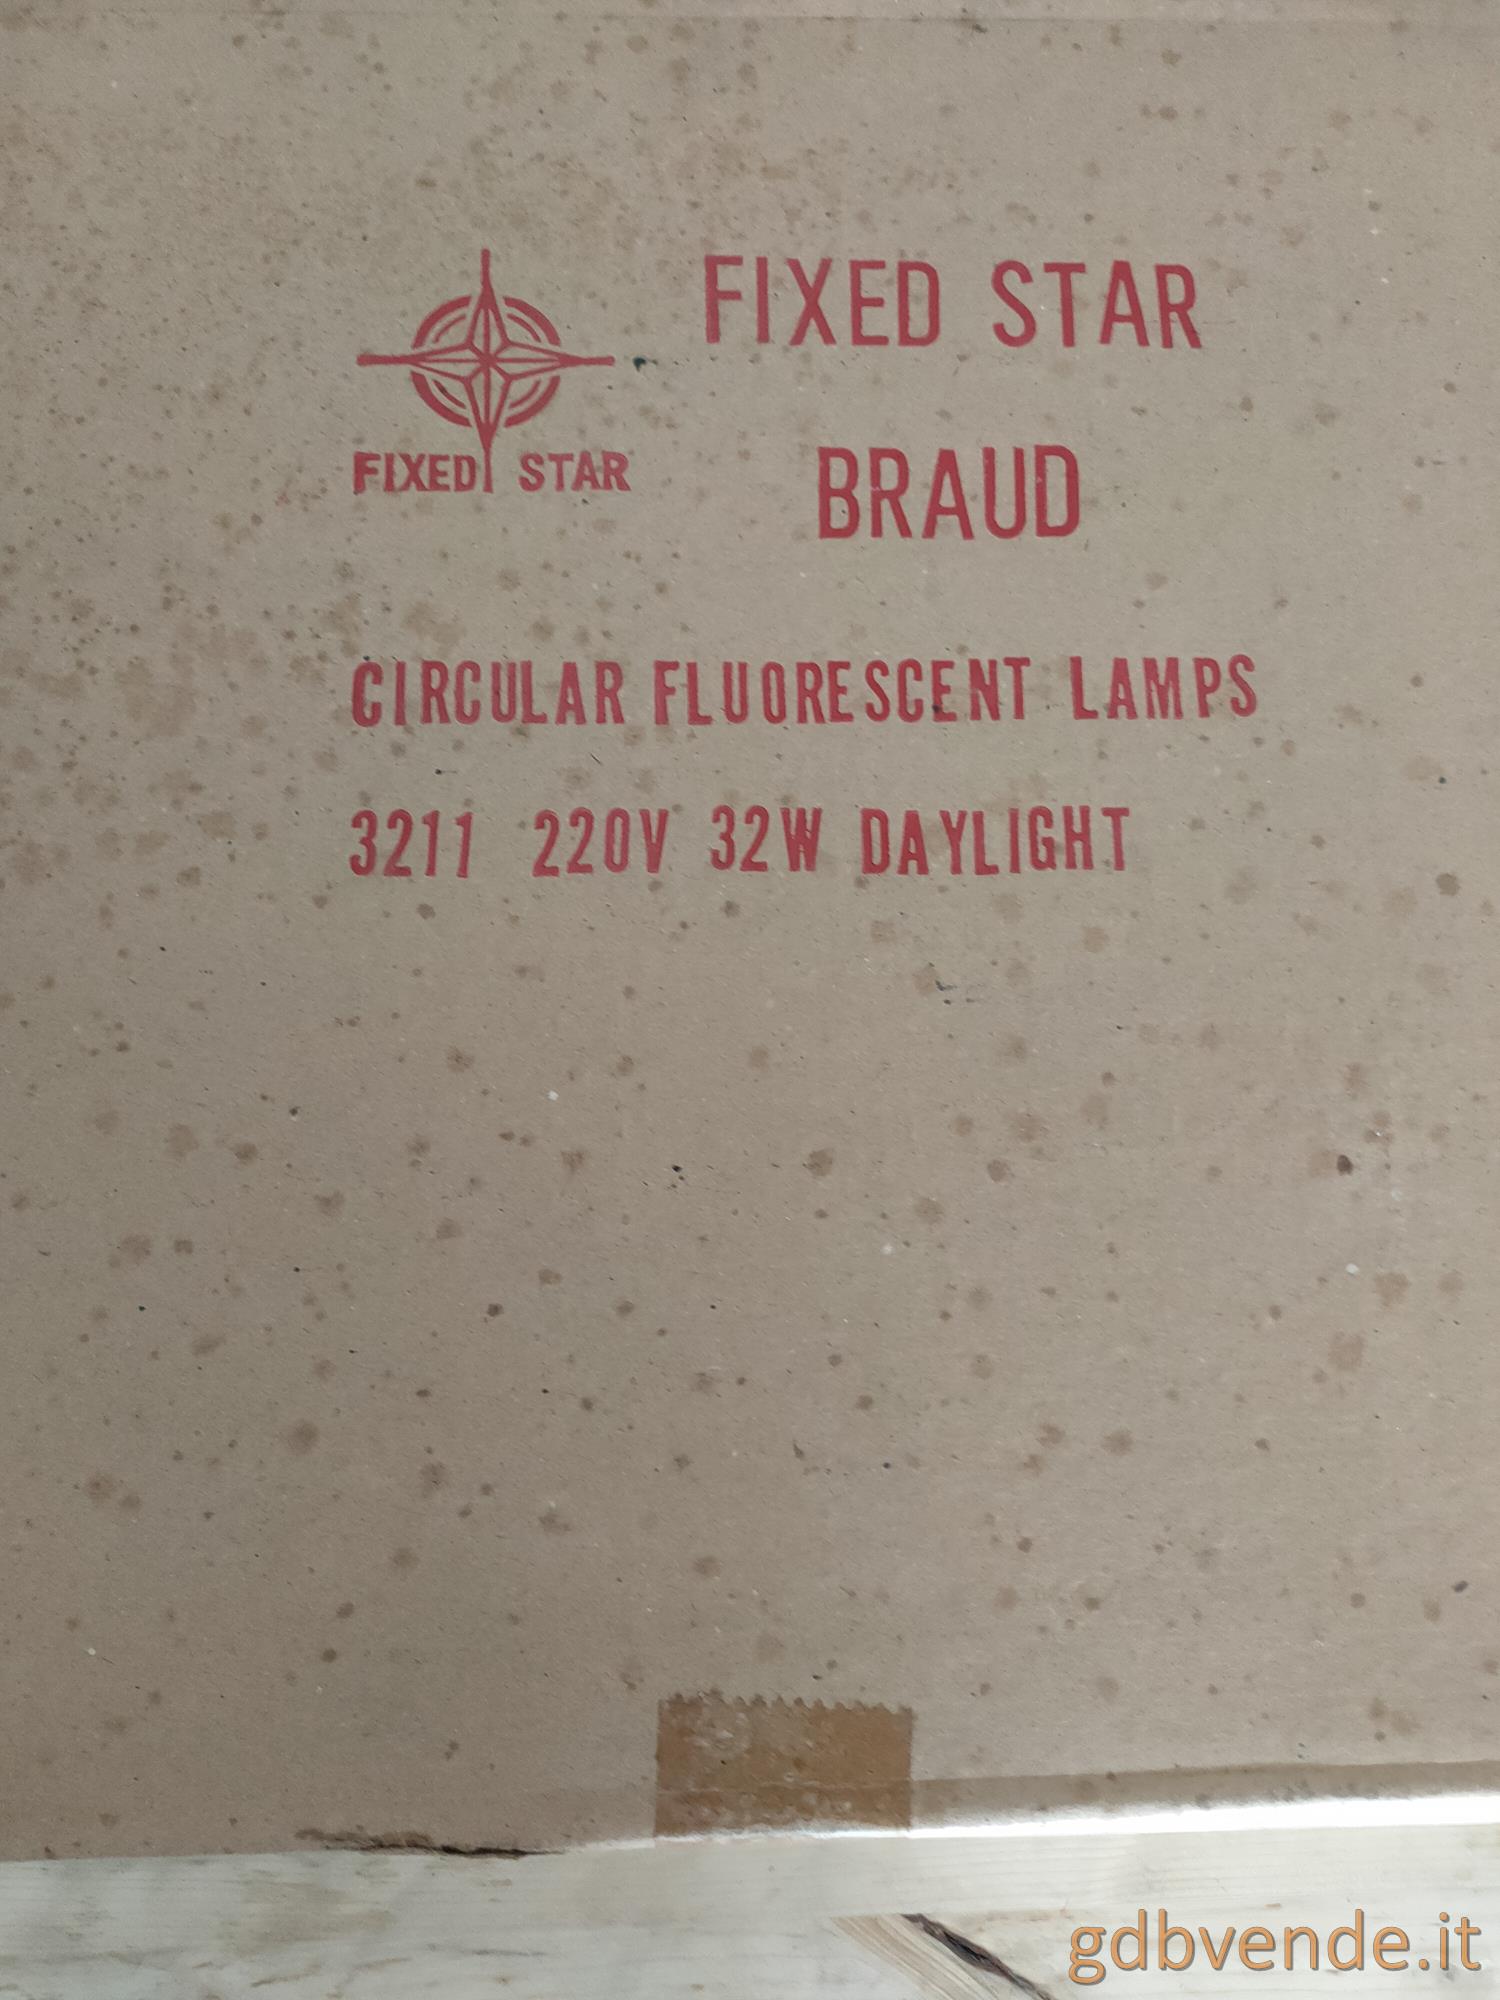 FIXED STAR
FIXED STAR
BRAUD
CIRCULAR FLUORESCENT LAMPS
3211 220V 32W DAYLIGHT
gdbvende.it